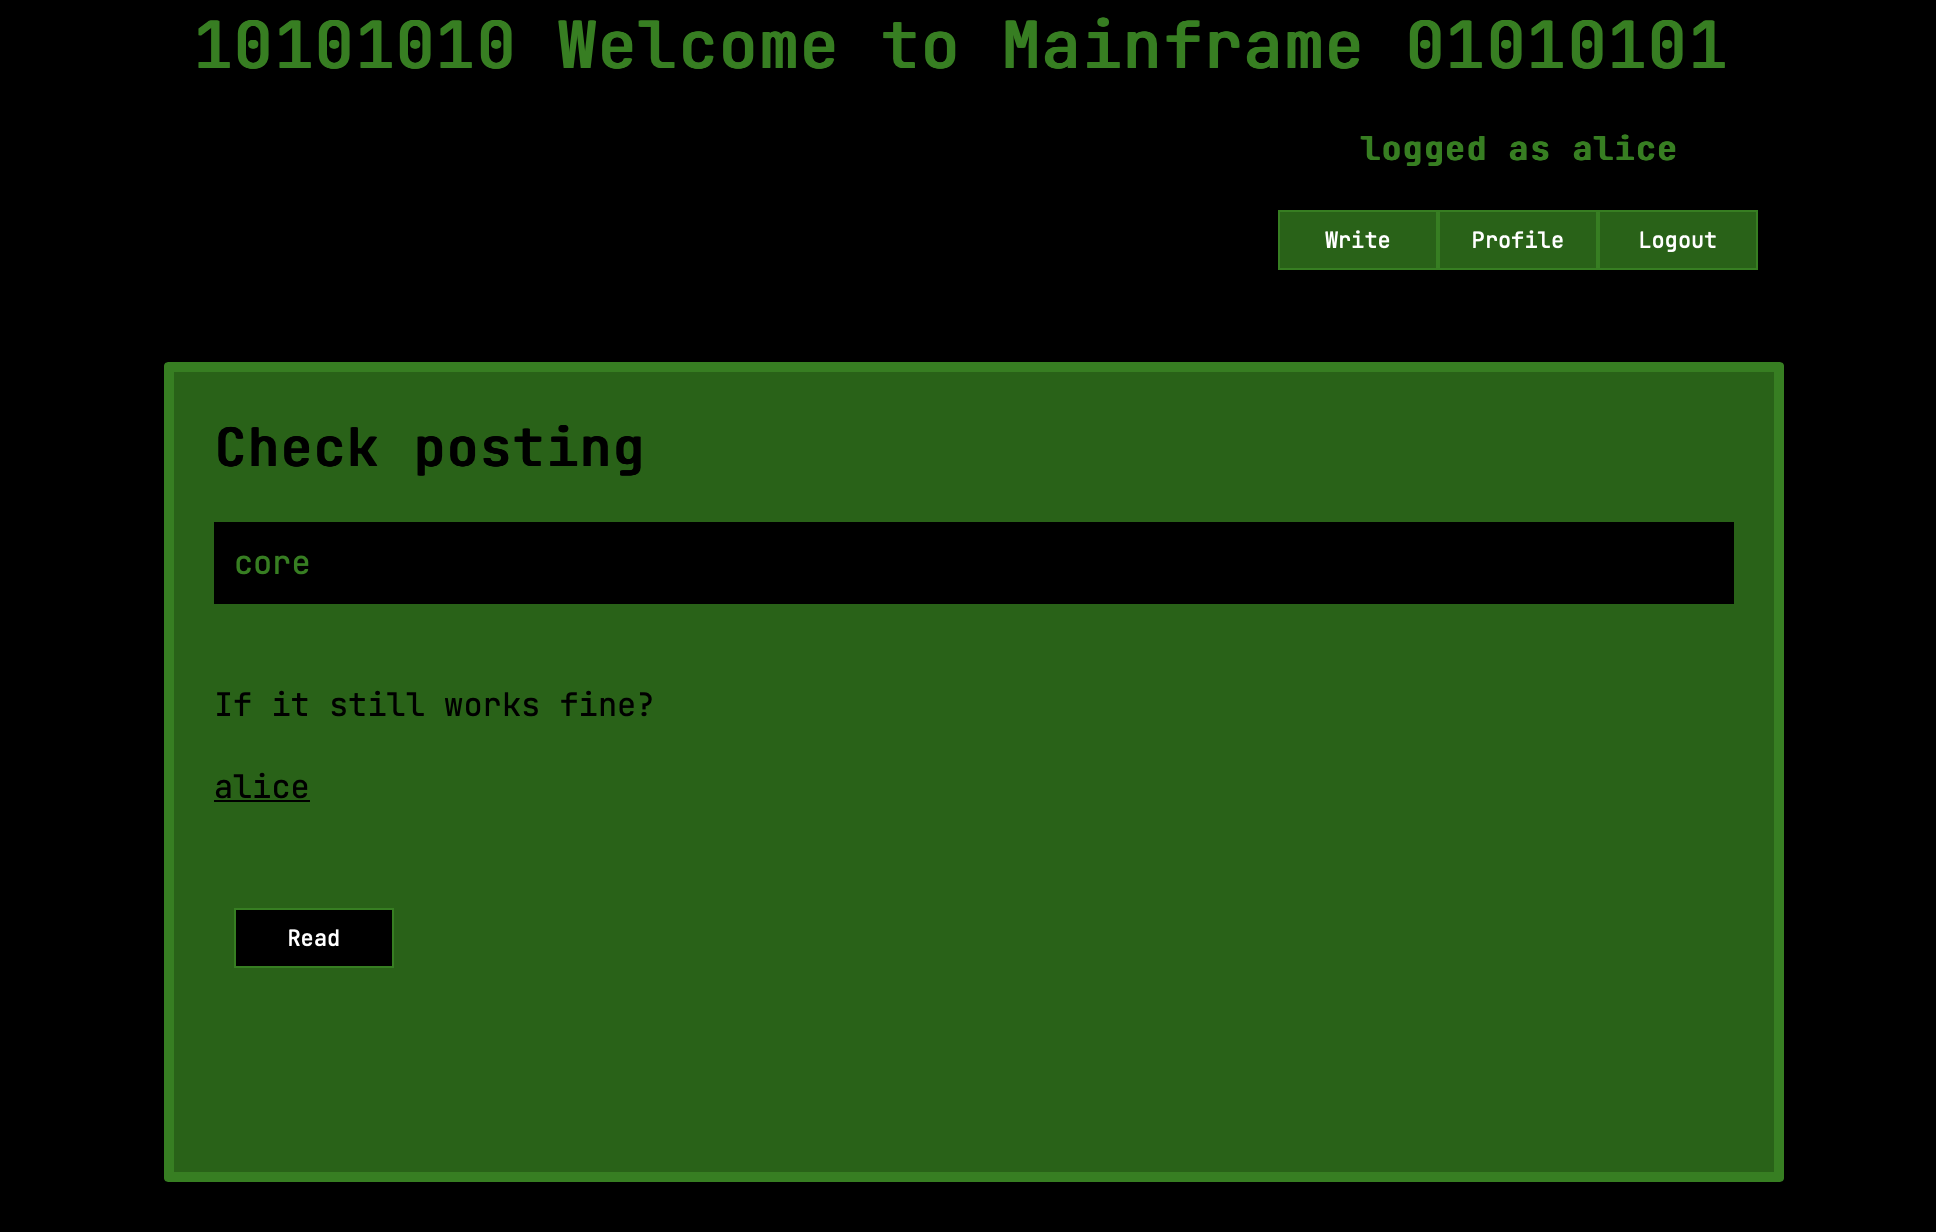 10101010 Welcome to Mainframe 01010101
logged as alice
Write Profile Logout
Check posting
core
If it still works fine?
alice
Read